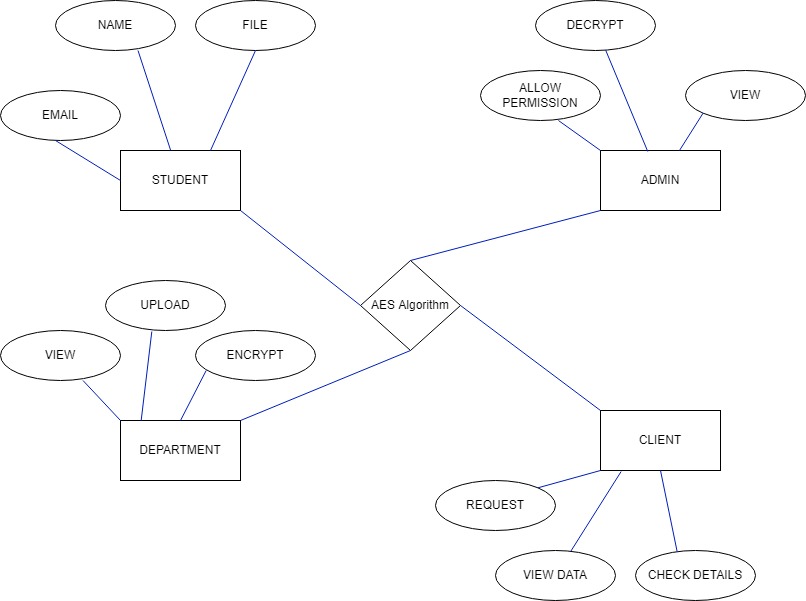 NAME
FILE
DECRYPT
EMAIL
ALLOW
PERMISSION
VIEW
STUDENT
ADMIN
AES Algorithm
UPLOAD
VIEW
ENCRYPT
DEPARTMENT
CLIENT
REQUEST
VIEW DATA
CHECK DETAILS